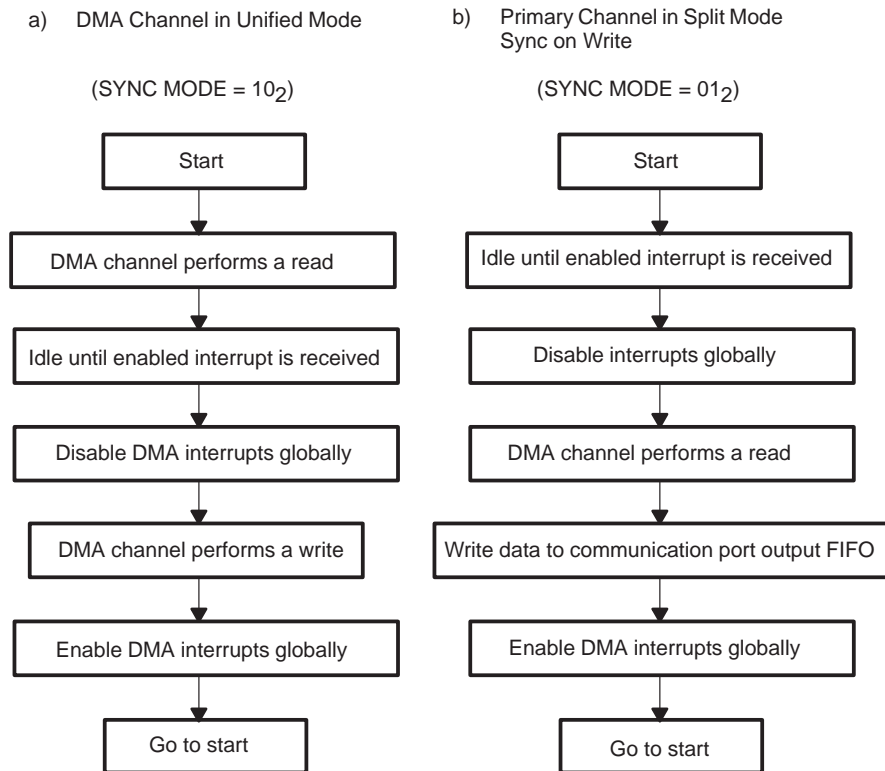 a) DMA Channel in Unified Mode
(SYNC MODE = 10₂)
Start
DMA channel performs a read
Idle until enabled interrupt is received
Disable DMA interrupts globally
DMA channel performs a write
Enable DMA interrupts globally
Go to start
b) Primary Channel in Split Mode
Sync on Write
(SYNC MODE = 01₂)
Start
Idle until enabled interrupt is received
Disable interrupts globally
DMA channel performs a read
Write data to communication port output FIFO
Enable DMA interrupts globally
Go to start